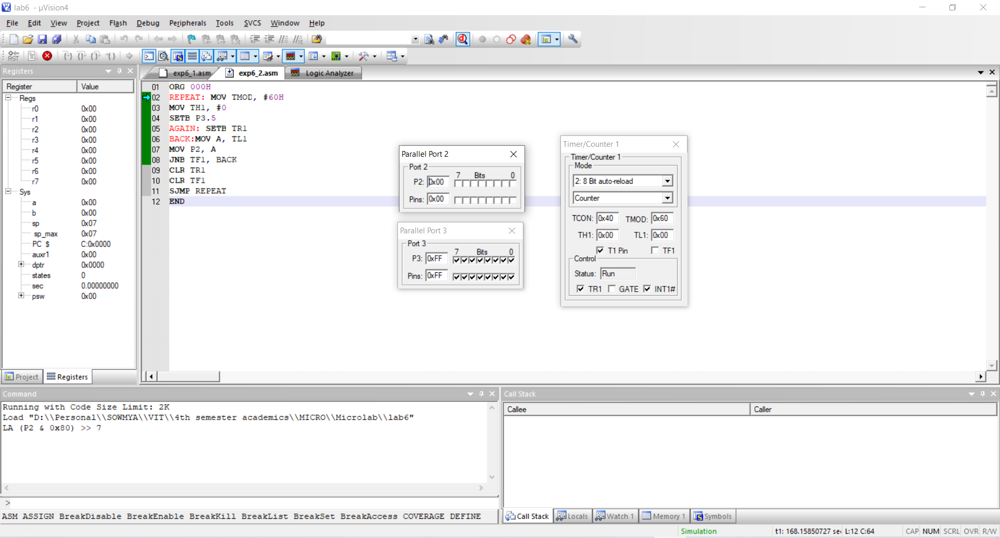 lab6 - µVision4
File Edit View Project Flash Debug Peripherals Tools SVCS Window Help
RST
Registers
exp6_1.asm exp6_2.asm Logic Analyzer
Register Value
Regs
r0 0x00
r1 0x00
r2 0x00
r3 0x00
r4 0x00
r5 0x00
r6 0x00
r7 0x00
Sys
a 0x00
b 0x00
sp 0x07
sp_max 0x07
PC $ C:0x0000
auxr1 0x00
dptr 0x0000
states 0
sec 0.00000000
psw 0x00
Project Registers
01 ORG 000H
02 REPEAT: MOV TMOD, #60H
03 MOV TH1, #0
04 SETB P3.5
05 AGAIN: SETB TR1
06 BACK:MOV A, TL1
07 MOV P2, A
08 JNB TF1, BACK
09 CLR TR1
10 CLR TF1
11 SJMP REPEAT
12 END
Parallel Port 2
Port 2
7 Bits 0
P2: 0x00
Pins: 0x00
Parallel Port 3
Port 3
7 Bits 0
P3: 0xFF
Pins: 0xFF
Timer/Counter 1
Timer/Counter 1
Mode
2: 8 Bit auto-reload
Counter
TCON: 0x40 TMOD: 0x60
TH1: 0x00 TL1: 0x00
T1 Pin TF1
Control
Status: Run
TR1 GATE INT1#
Command
Running with Code Size Limit: 2K
Load "D:\\Personal\\SOWMYA\\VIT\\4th semester academics\\MICRO\\Microlab\\lab6"
LA (P2 & 0x80) >> 7
>
ASM ASSIGN BreakDisable BreakEnable BreakKill BreakList BreakSet BreakAccess COVERAGE DEFINE
Call Stack
Callee Caller
Call Stack Locals Watch 1 Memory 1 Symbols
Simulation t1: 168.15850727 se L:12 C:64 CAP NUM SCRL OVR R/W